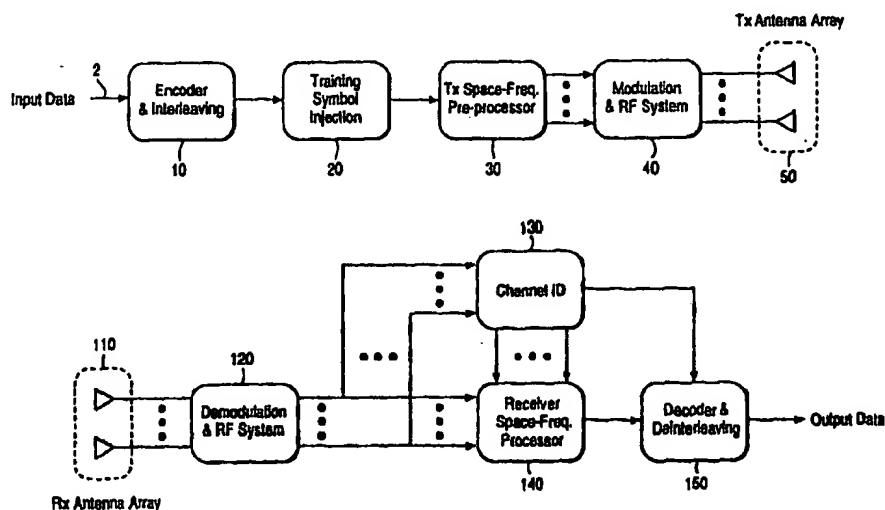 Tx Antenna Array
2
Input Data
Encoder
& Interleaving
Training
Symbol
Injection
Tx Space-Freq.
Pre-processor
Modulation
& RF System
10
20
30
40
50
130
Channel ID
110
120
Demodulation
& RF System
Receiver
Space-Freq.
Processor
Decoder &
Deinterleaving
Output Data
140
150
Rx Antenna Array